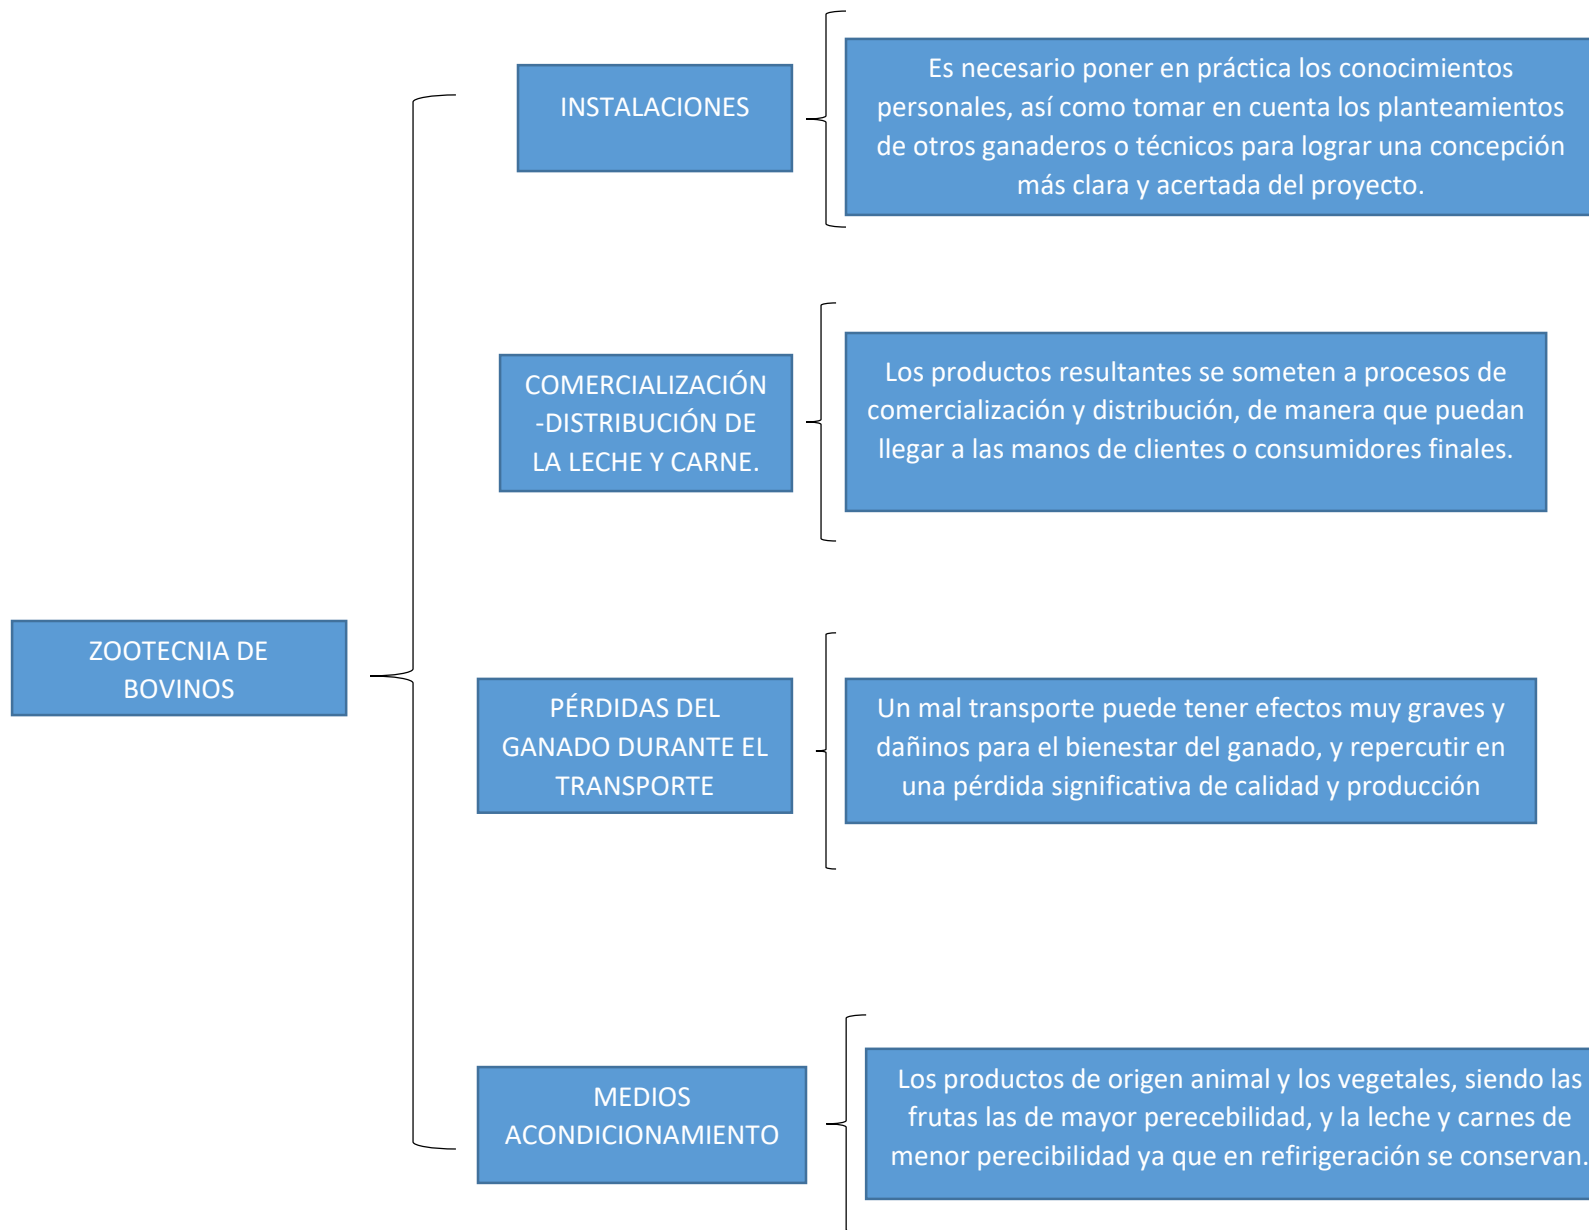 INSTALACIONES
Es necesario poner en práctica los conocimientos
personales, así como tomar en cuenta los planteamientos
de otros ganaderos o técnicos para lograr una concepción
más clara y acertada del proyecto.
COMERCIALIZACIÓN
-DISTRIBUCIÓN DE
LA LECHE Y CARNE.
Los productos resultantes se someten a procesos de
comercialización y distribución, de manera que puedan
llegar a las manos de clientes o consumidores finales.
ZOOTECNIA DE
BOVINOS
PÉRDIDAS DEL
GANADO DURANTE EL
TRANSPORTE
Un mal transporte puede tener efectos muy graves y
dañinos para el bienestar del ganado, y repercutir en
una pérdida significativa de calidad y producción
MEDIOS
ACONDICIONAMIENTO
Los productos de origen animal y los vegetales, siendo las
frutas las de mayor perecebilidad, y la leche y carnes de
menor perecibilidad ya que en refirigeración se conservan.